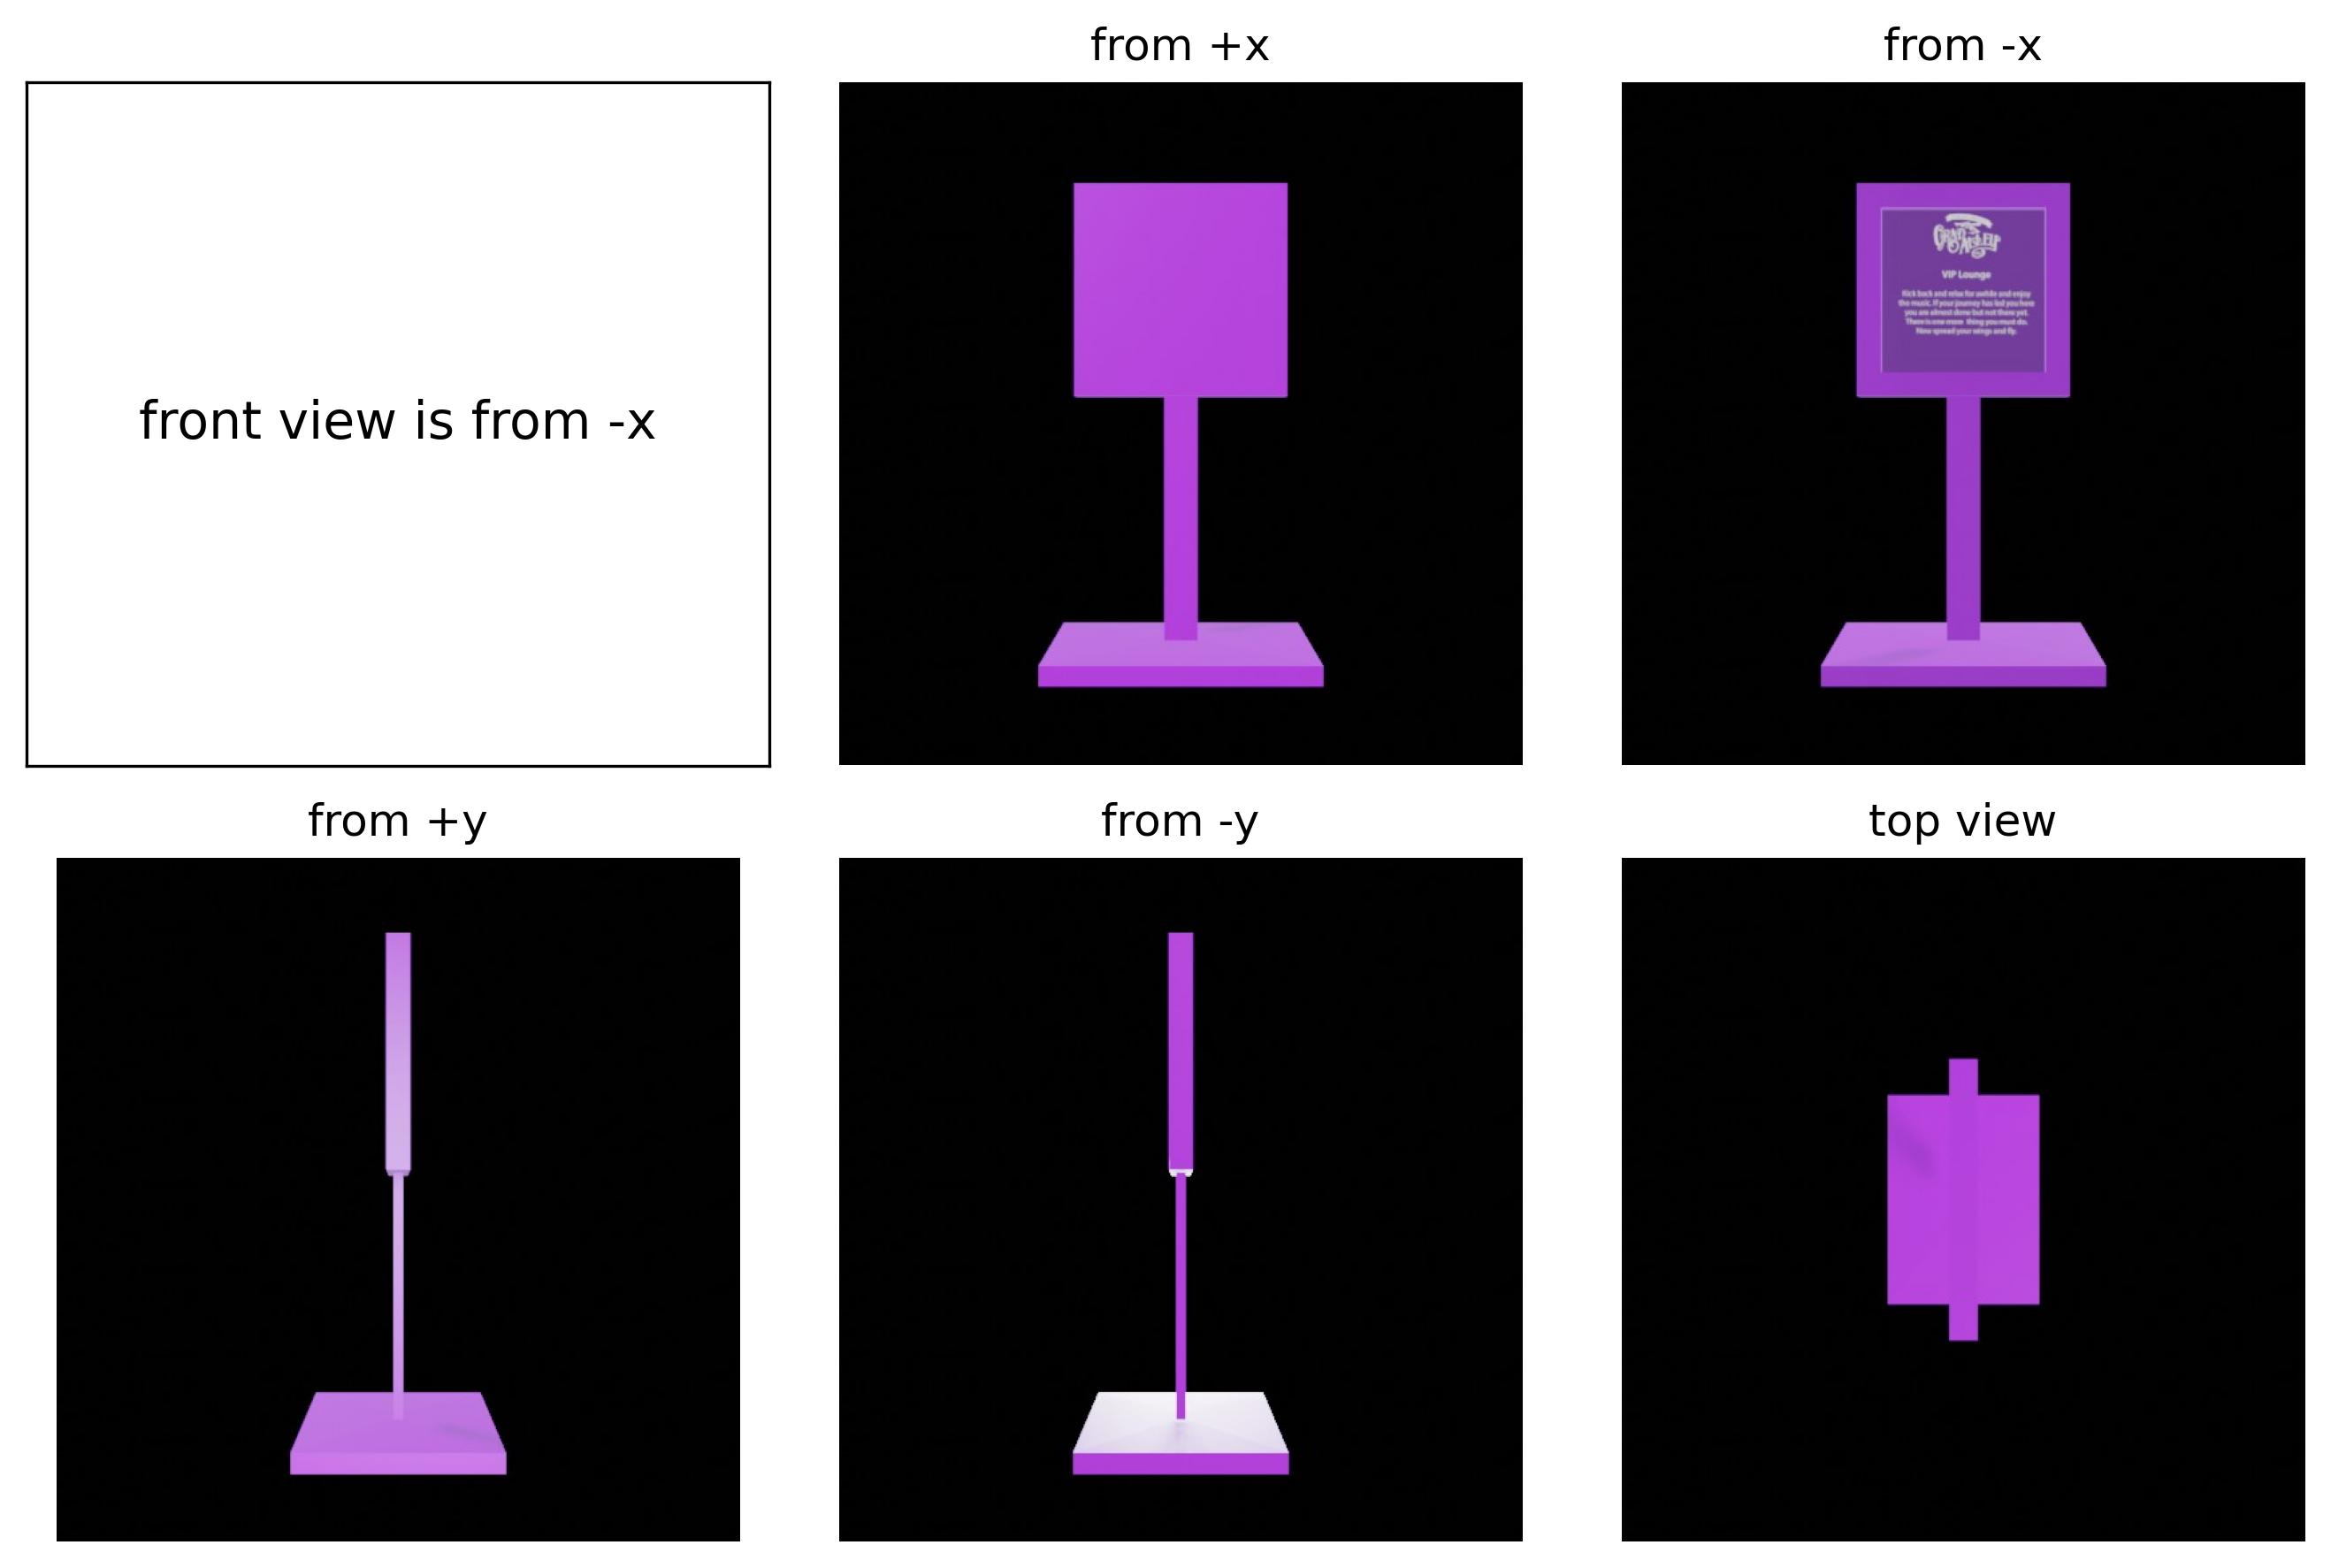 from +x
from -x
front view is from -x
VIP Lounge
Kick back and relax for awhile and enjoy
the music. If your journey has led you here
you are almost done but not there yet.
There is one more thing you must do.
Now spread your wings and fly.
from +y
from -y
top view